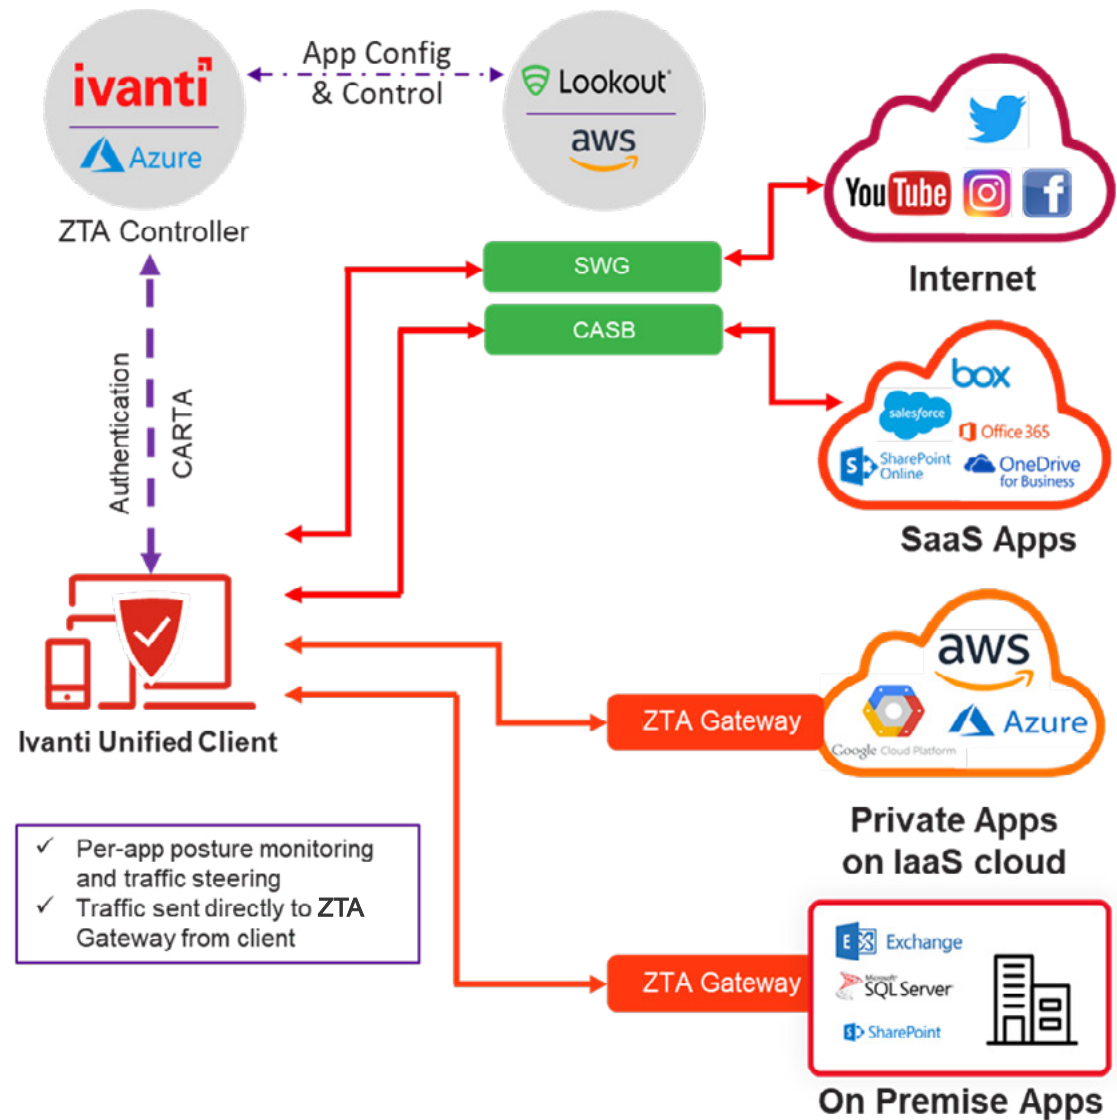 ivanti
Azure
ZTA Controller
App Config
& Control
Lookout
aws
YouTube
f
Internet
SWG
CASB
box
salesforce
Office 365
SharePoint
Online
OneDrive
for Business
SaaS Apps
Authentication
CARTA
Ivanti Unified Client
aws
Google Cloud Platform
Azure
ZTA Gateway
Private Apps
on IaaS cloud
✓ Per-app posture monitoring
and traffic steering
✓ Traffic sent directly to ZTA
Gateway from client
ZTA Gateway
Exchange
Microsoft
SQL Server
SharePoint
On Premise Apps